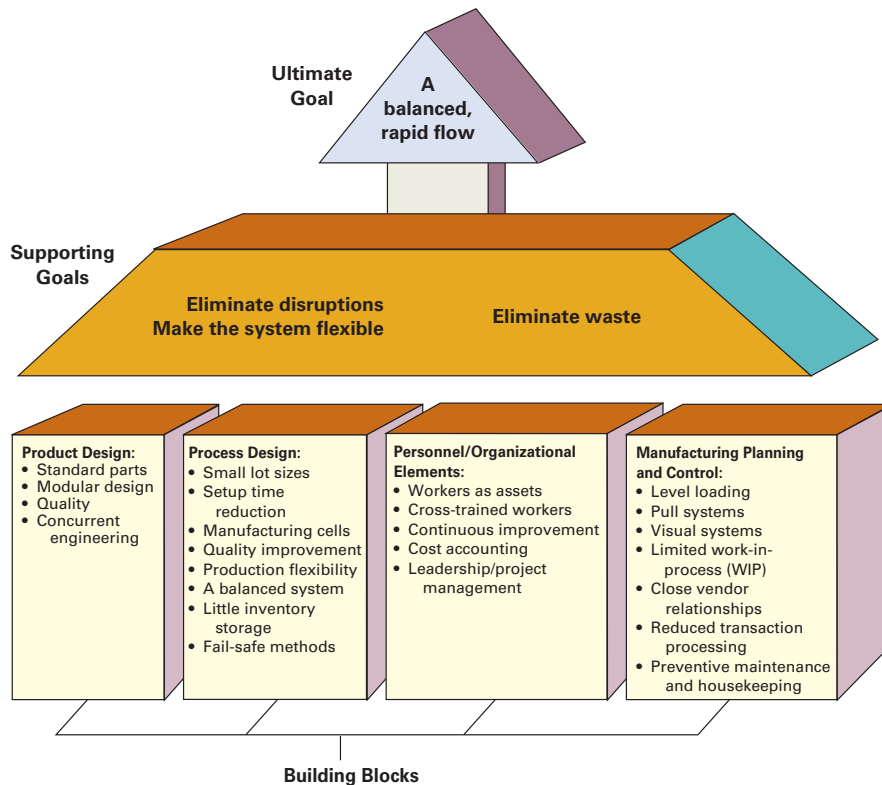 Ultimate
Goal
A
balanced,
rapid flow
Supporting
Goals
Eliminate disruptions
Make the system flexible
Eliminate waste
Product Design:
• Standard parts
• Modular design
• Quality
• Concurrent
engineering
Process Design:
• Small lot sizes
• Setup time
reduction
• Manufacturing cells
• Quality improvement
• Production flexibility
• A balanced system
• Little inventory
storage
• Fail-safe methods
Personnel/Organizational
Elements:
• Workers as assets
• Cross-trained workers
• Continuous improvement
• Cost accounting
• Leadership/project
management
Manufacturing Planning
and Control:
• Level loading
• Pull systems
• Visual systems
• Limited work-in-
process (WIP)
• Close vendor
relationships
• Reduced transaction
processing
• Preventive maintenance
and housekeeping
Building Blocks